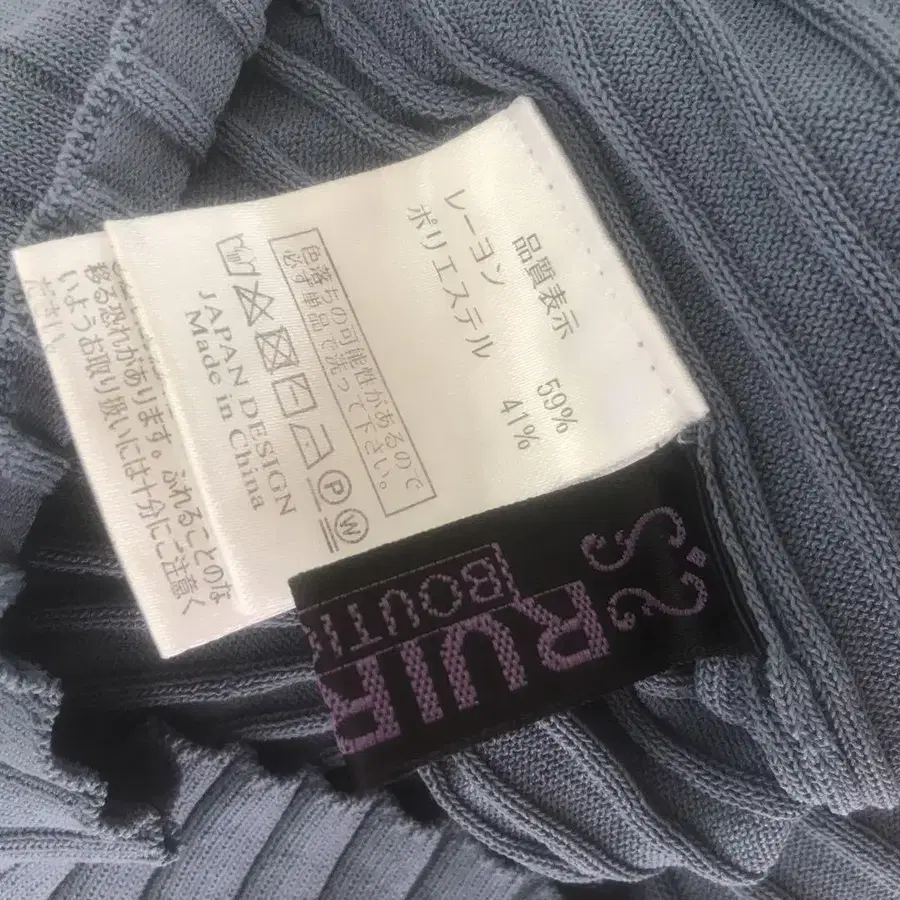 品質表示
レーヨン 59%
ポリエステル 41%
色落ちの可能性があるので
必ず単品で洗って下さい。
P W
JAPAN DESIGN
Made in China
恐れがあります。ふれることのな
いようお取り扱いには十分にご注意く
ださい
RUIR
BOUTI